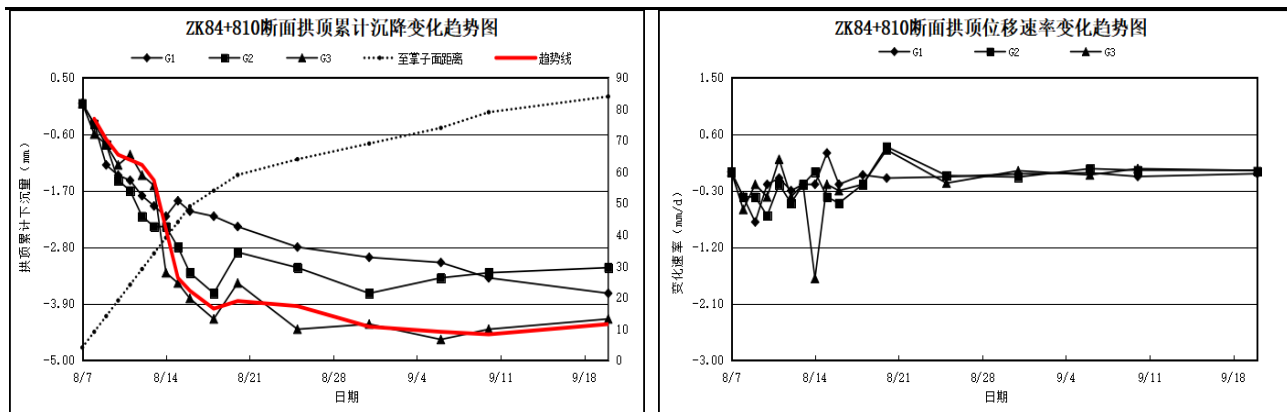 ZK84+810断面拱顶累计沉降变化趋势图
G1 G2 G3 至掌子面距离 趋势线
0.50 90
80
-0.60 70
60
-1.70 50
-2.80 40
30
-3.90 20
10
-5.00 0
8/7 8/14 8/21 8/28 9/4 9/11 9/18
日期
拱顶累计下沉量(mm)
ZK84+810断面拱顶位移速率变化趋势图
G1 G2 G3
1.50
0.60
-0.30
-1.20
-2.10
-3.00
8/7 8/14 8/21 8/28 9/4 9/11 9/18
日期
变化速率(mm/d)